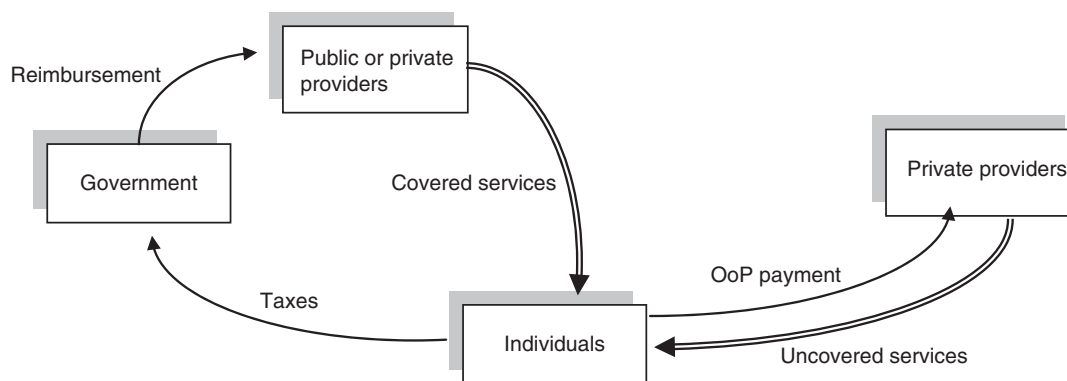 Public or private
providers
Reimbursement
Government
Covered services
Private providers
OoP payment
Taxes
Individuals
Uncovered services